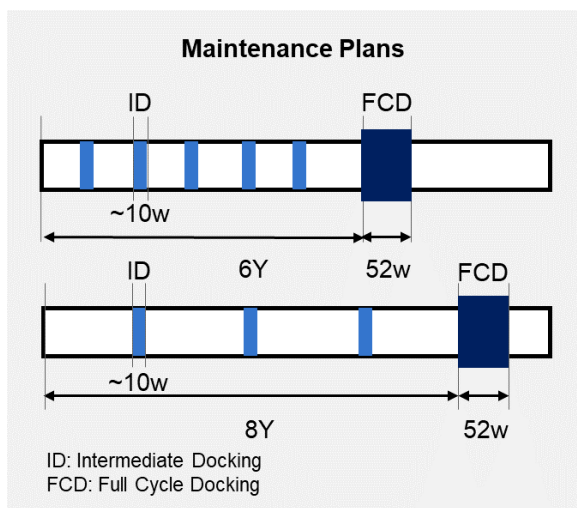 Maintenance Plans
ID FCD
~10w
6Y 52w
ID FCD
~10w
8Y 52w
ID: Intermediate Docking
FCD: Full Cycle Docking